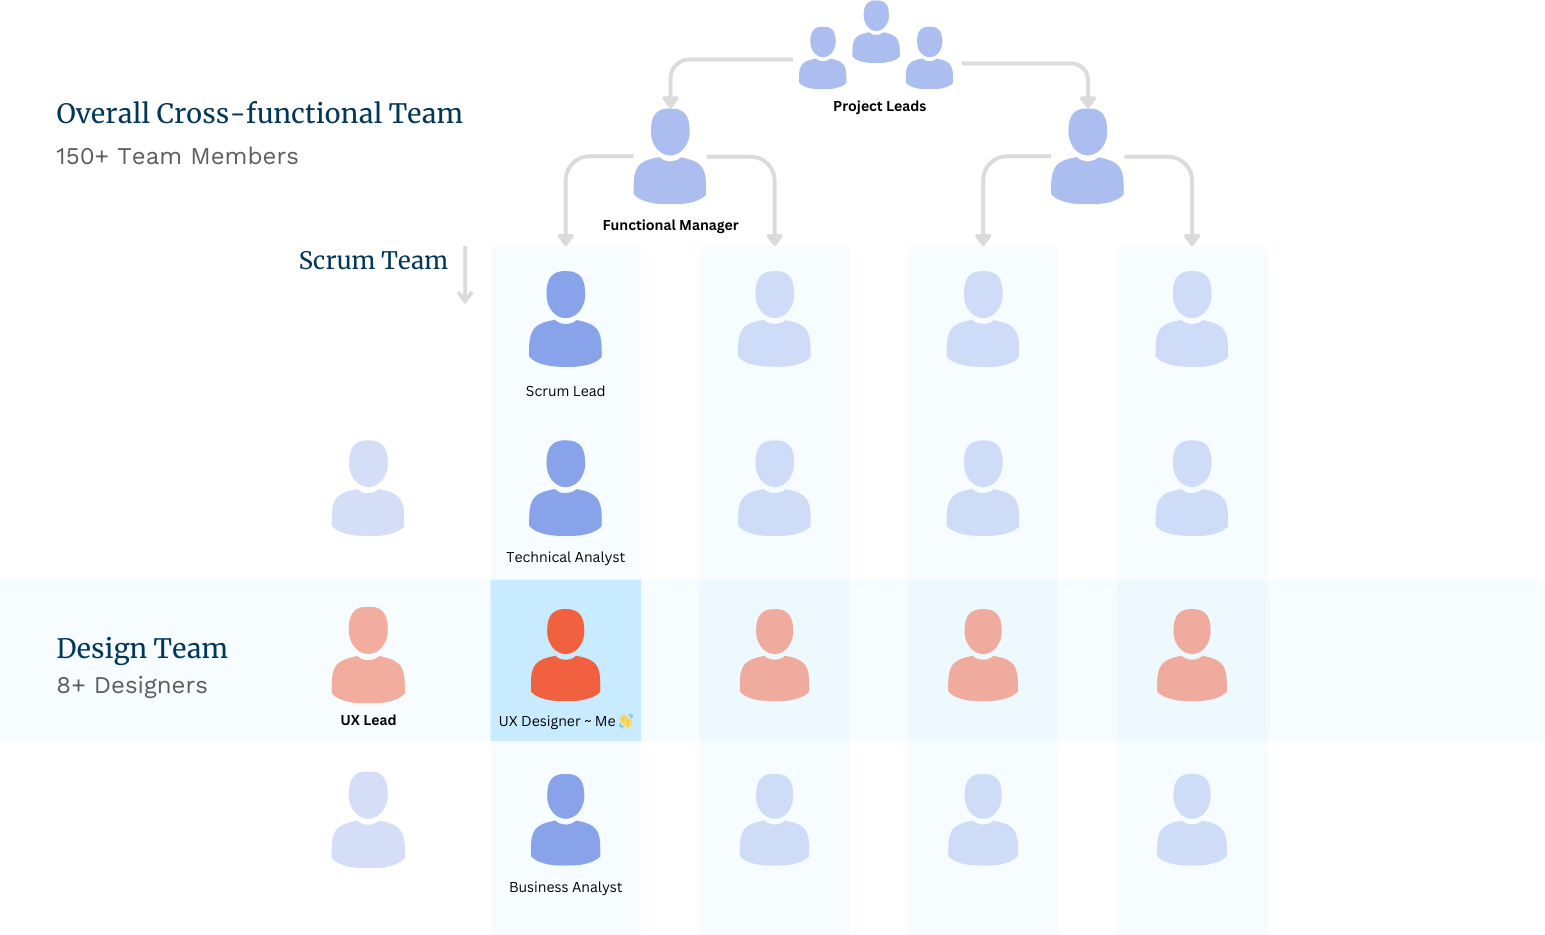 Project Leads
Overall Cross-functional Team
150+ Team Members
Functional Manager
Scrum Team
Scrum Lead
Technical Analyst
Design Team
8+ Designers
UX Lead
UX Designer ~ Me 👋
Business Analyst